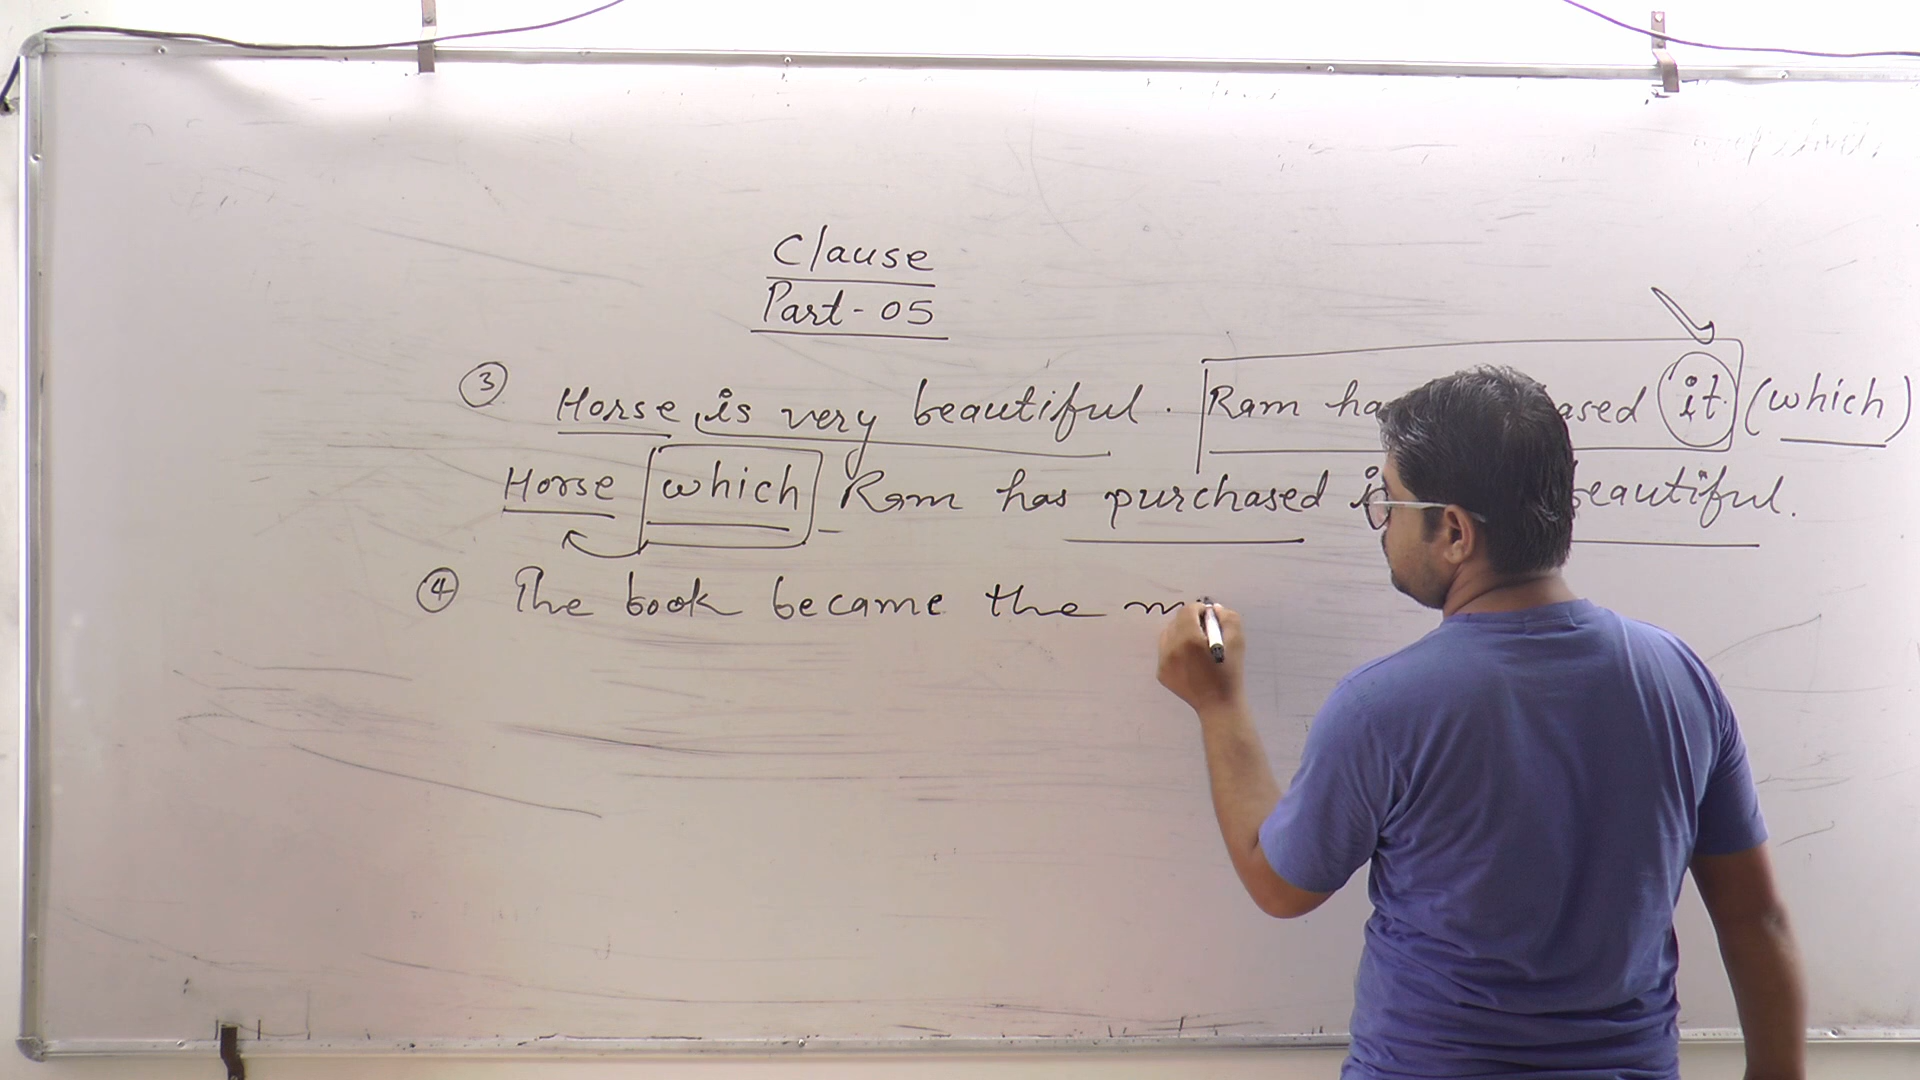 Clause
Part-05
③ Horse is very beautiful. Ram ha ased it. (which)
Horse which Ram has purchased i eautiful.
④ The book became the m